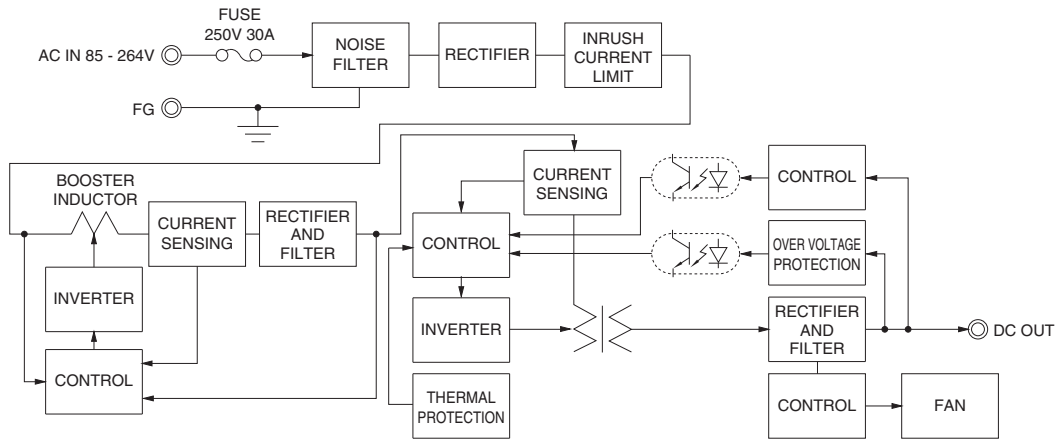 FUSE
250V 30A
AC IN 85 - 264V
NOISE
FILTER
RECTIFIER
INRUSH
CURRENT
LIMIT
FG
BOOSTER
INDUCTOR
CURRENT
SENSING
RECTIFIER
AND
FILTER
INVERTER
CONTROL
CURRENT
SENSING
CONTROL
INVERTER
THERMAL
PROTECTION
CONTROL
OVER VOLTAGE
PROTECTION
RECTIFIER
AND
FILTER
DC OUT
CONTROL
FAN